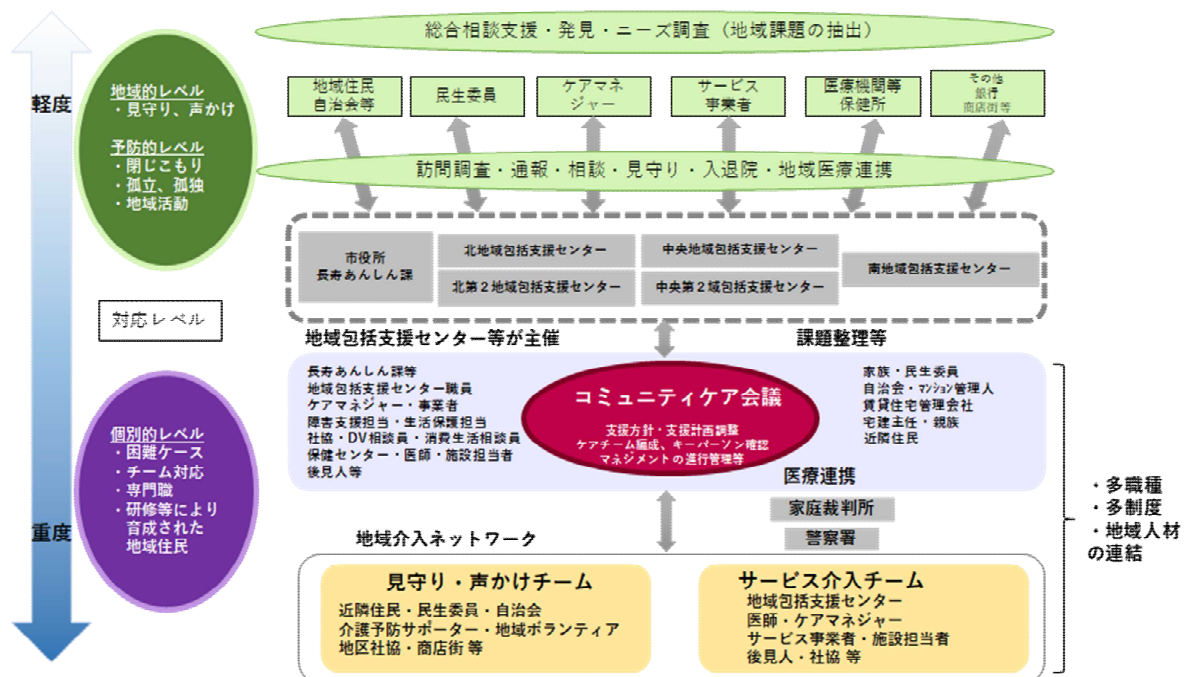 総合相談支援・発見・ニーズ調査（地域課題の抽出）
軽度
地域的レベル
・見守り、声かけ
予防的レベル
・閉じこもり
・孤立、孤独
・地域活動
地域住民
自治会等
民生委員
ケアマネ
ジャー
サービス
事業者
医療機関等
保健所
その他
銀行
商店街等
訪問調査・通報・相談・見守り・入退院・地域医療連携
市役所
長寿あんしん課
北地域包括支援センター
北第２地域包括支援センター
中央地域包括支援センター
中央第２域包括支援センター
南地域包括支援センター
対応レベル
地域包括支援センター等が主催
課題整理等
長寿あんしん課等
地域包括支援センター職員
ケアマネジャー・事業者
障害支援担当・生活保護担当
社協・DV相談員・消費生活相談員
保健センター・医師・施設担当者
後見人等
コミュニティケア会議
支援方針・支援計画調整
ケアチーム編成、キーパーソン確認
マネジメントの進行管理等
家族・民生委員
自治会・ﾏﾝｼｮﾝ管理人
賃貸住宅管理会社
宅建主任・親族
近隣住民
医療連携
家庭裁判所
警察署
個別的レベル
・困難ケース
・チーム対応
・専門職
・研修等により
育成された
地域住民
重度
・多職種
・多制度
・地域人材
の連結
地域介入ネットワーク
見守り・声かけチーム
近隣住民・民生委員・自治会
介護予防サポーター・地域ボランティア
地区社協・商店街 等
サービス介入チーム
地域包括支援センター
医師・ケアマネジャー
サービス事業者・施設担当者
後見人・社協 等